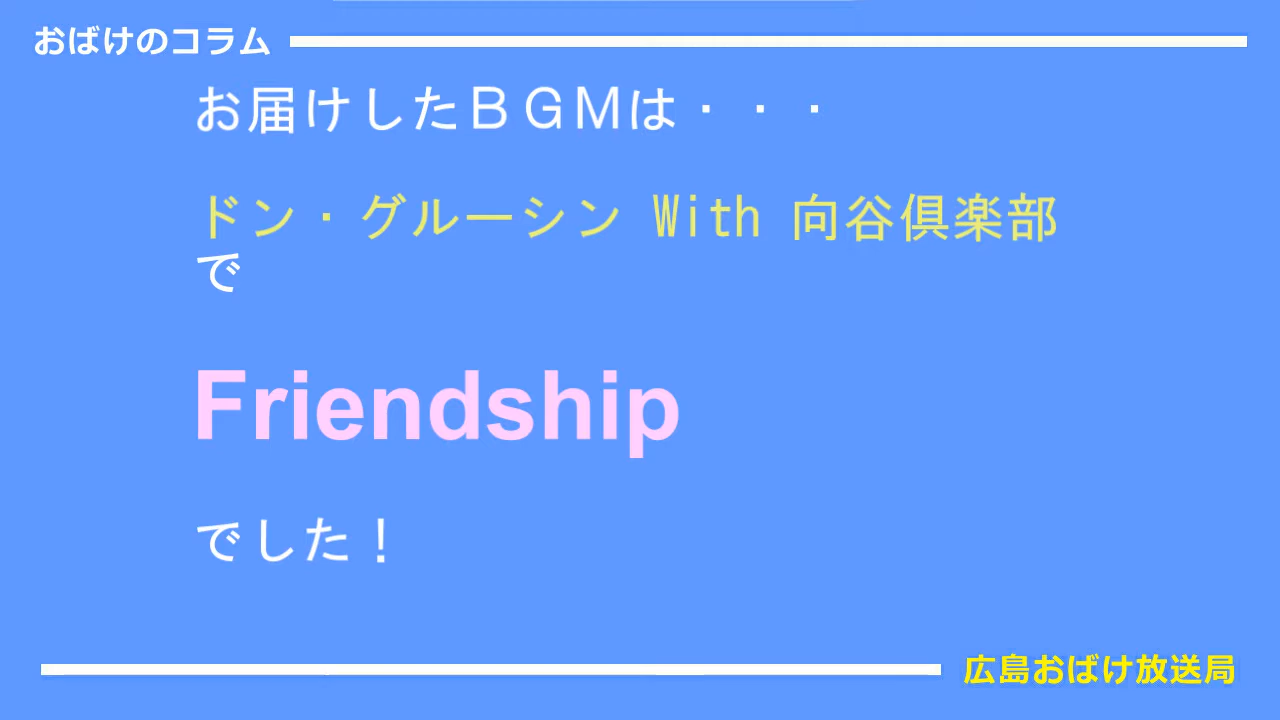 おばけのコラム
お届けしたＢＧＭは・・・
ドン・グルーシン With 向谷倶楽部
で
Friendship
でした！
広島おばけ放送局